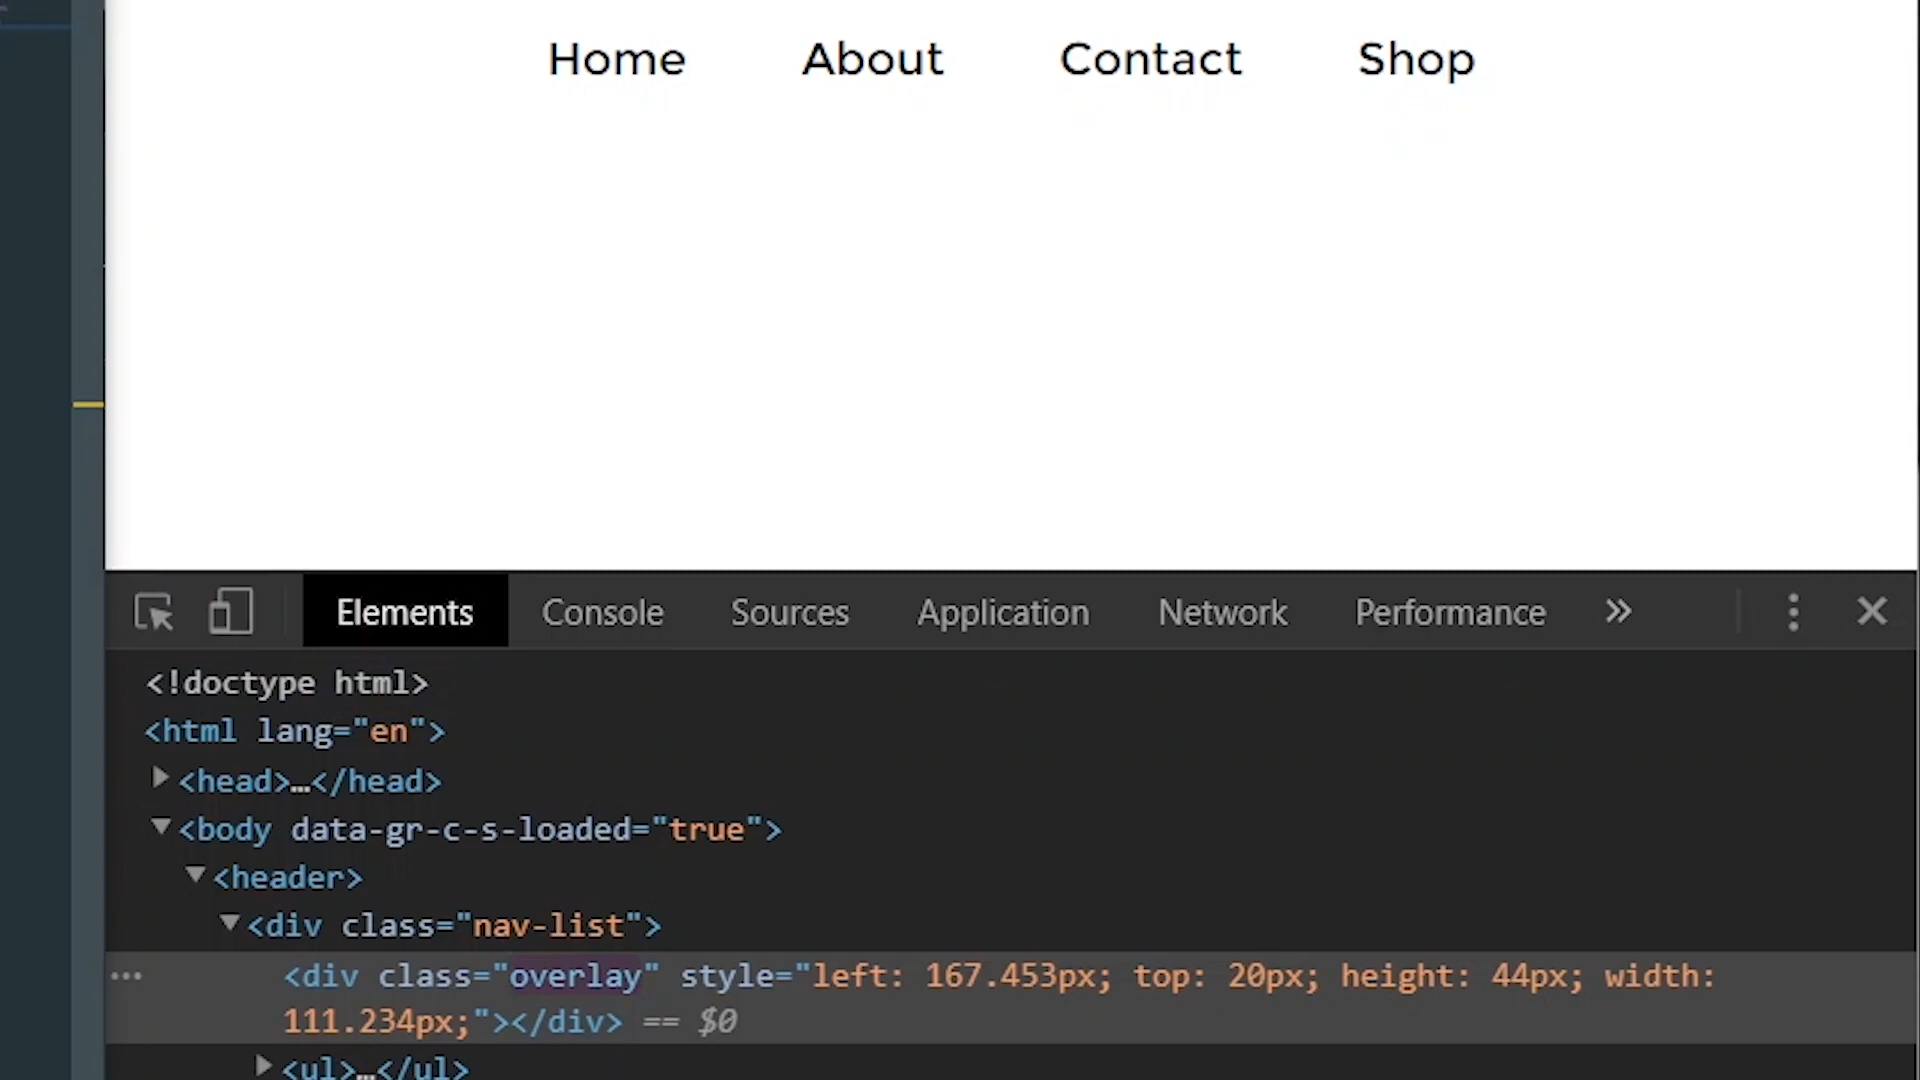 Home About Contact Shop
Elements Console Sources Application Network Performance »
<!doctype html>
<html lang="en">
<head>…</head>
<body data-gr-c-s-loaded="true">
<header>
<div class="nav-list">
<div class="overlay" style="left: 167.453px; top: 20px; height: 44px; width:
111.234px;"></div> == $0
<ul>…</ul>